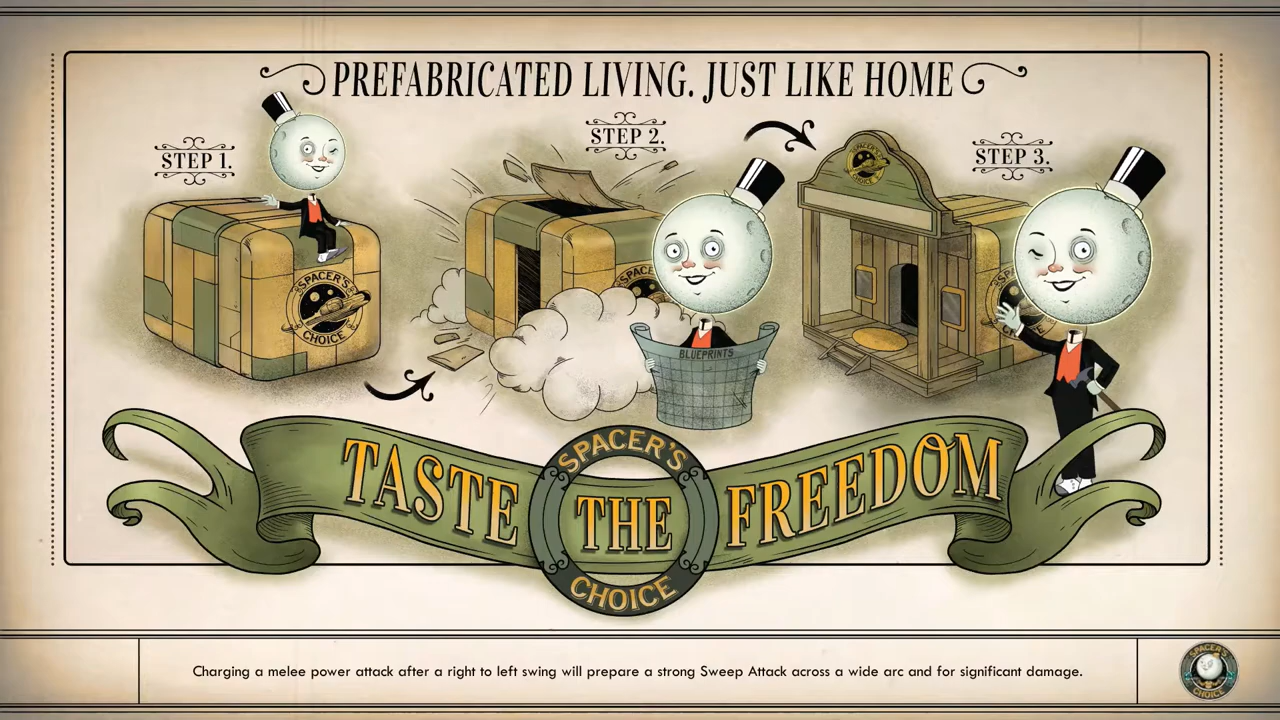 PREFABRICATED LIVING. JUST LIKE HOME
STEP 1.
STEP 2.
STEP 3.
SPACER'S
CHOICE
SPACER'S
CHOICE
BLUEPRINTS
SPACER'S
CHOICE
SPACER'S
CHOICE
SPACER'S
TASTE THE FREEDOM
CHOICE
Charging a melee power attack after a right to left swing will prepare a strong Sweep Attack across a wide arc and for significant damage.
SPACER'S
CHOICE